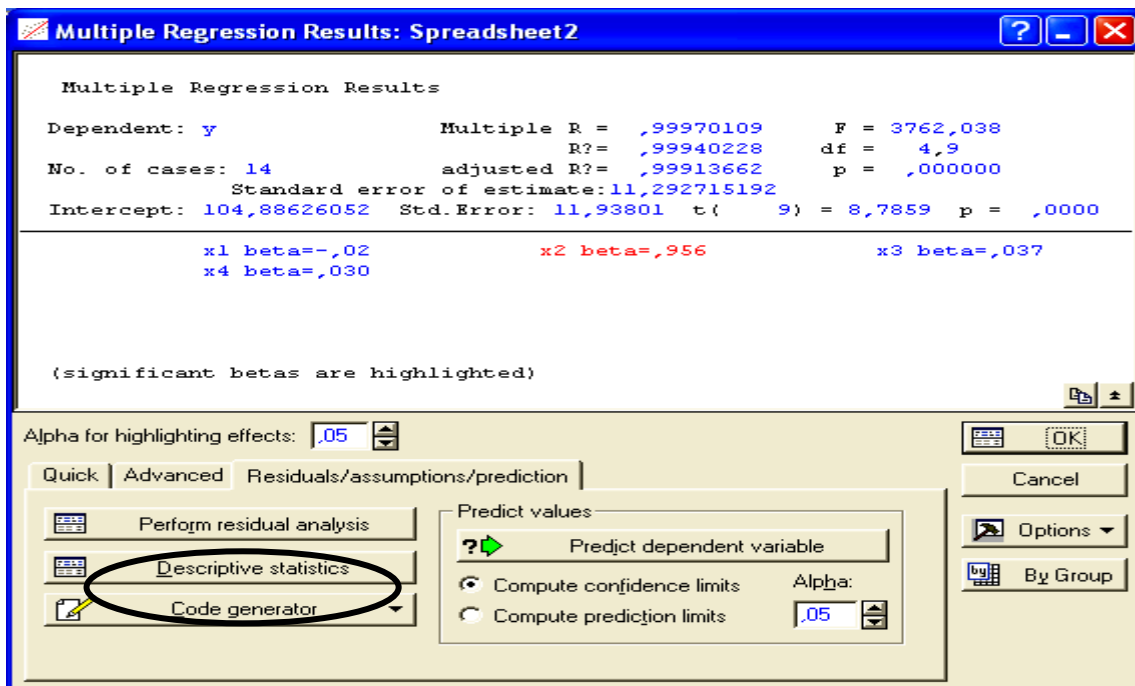 Multiple Regression Results: Spreadsheet2
Multiple Regression Results
Dependent: y Multiple R = ,99970109 F = 3762,038
R?= ,99940228 df = 4,9
No. of cases: 14 adjusted R?= ,99913662 p = ,000000
Standard error of estimate:11,292715192
Intercept: 104,88626052 Std.Error: 11,93801 t( 9) = 8,7859 p = ,0000
x1 beta=-,02 x2 beta=,956 x3 beta=,037
x4 beta=,030
(significant betas are highlighted)
Alpha for highlighting effects: ,05
OK
Quick Advanced Residuals/assumptions/prediction
Cancel
Perform residual analysis
Descriptive statistics
Code generator
Predict values
? Predict dependent variable
Compute confidence limits
Compute prediction limits
Alpha:
,05
Options
By Group